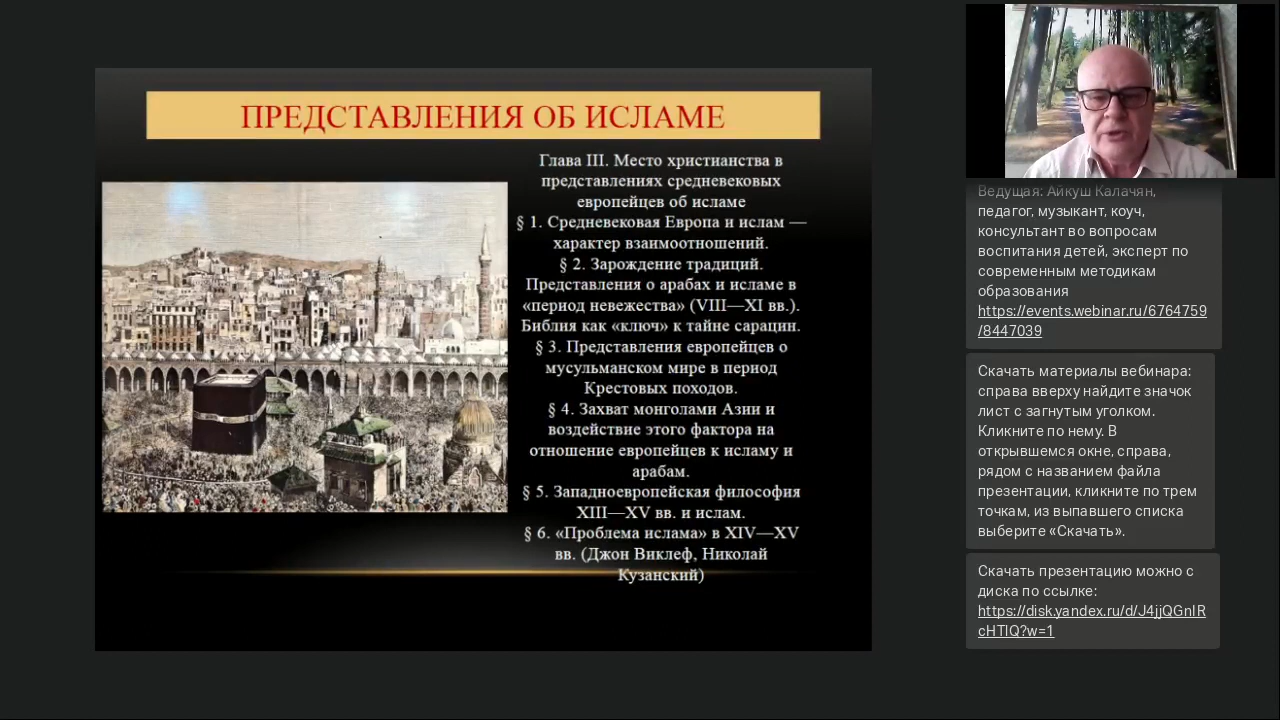 ПРЕДСТАВЛЕНИЯ ОБ ИСЛАМЕ
Глава III. Место христианства в
представлениях средневековых
европейцев об исламе
§ 1. Средневековая Европа и ислам —
характер взаимоотношений.
§ 2. Зарождение традиций.
Представления о арабах и исламе в
«период невежества» (VIII—XI вв.).
Библия как «ключ» к тайне сарацин.
§ 3. Представления европейцев о
мусульманском мире в период
Крестовых походов.
§ 4. Захват монголами Азии и
воздействие этого фактора на
отношение европейцев к исламу и
арабам.
§ 5. Западноевропейская философия
XIII—XV вв. и ислам.
§ 6. «Проблема ислама» в XIV—XV
вв. (Джон Виклеф, Николай
Кузанский)
Ведущая: Айкуш Калачян,
педагог, музыкант, коуч,
консультант во вопросам
воспитания детей, эксперт по
современным методикам
образования
https://events.webinar.ru/6764759
/8447039
Скачать материалы вебинара:
справа вверху найдите значок
лист с загнутым уголком.
Кликните по нему. В
открывшемся окне, справа,
рядом с названием файла
презентации, кликните по трем
точкам, из выпавшего списка
выберите «Скачать».
Скачать презентацию можно с
диска по ссылке:
https://disk.yandex.ru/d/J4jjQGnIR
cHTlQ?w=1